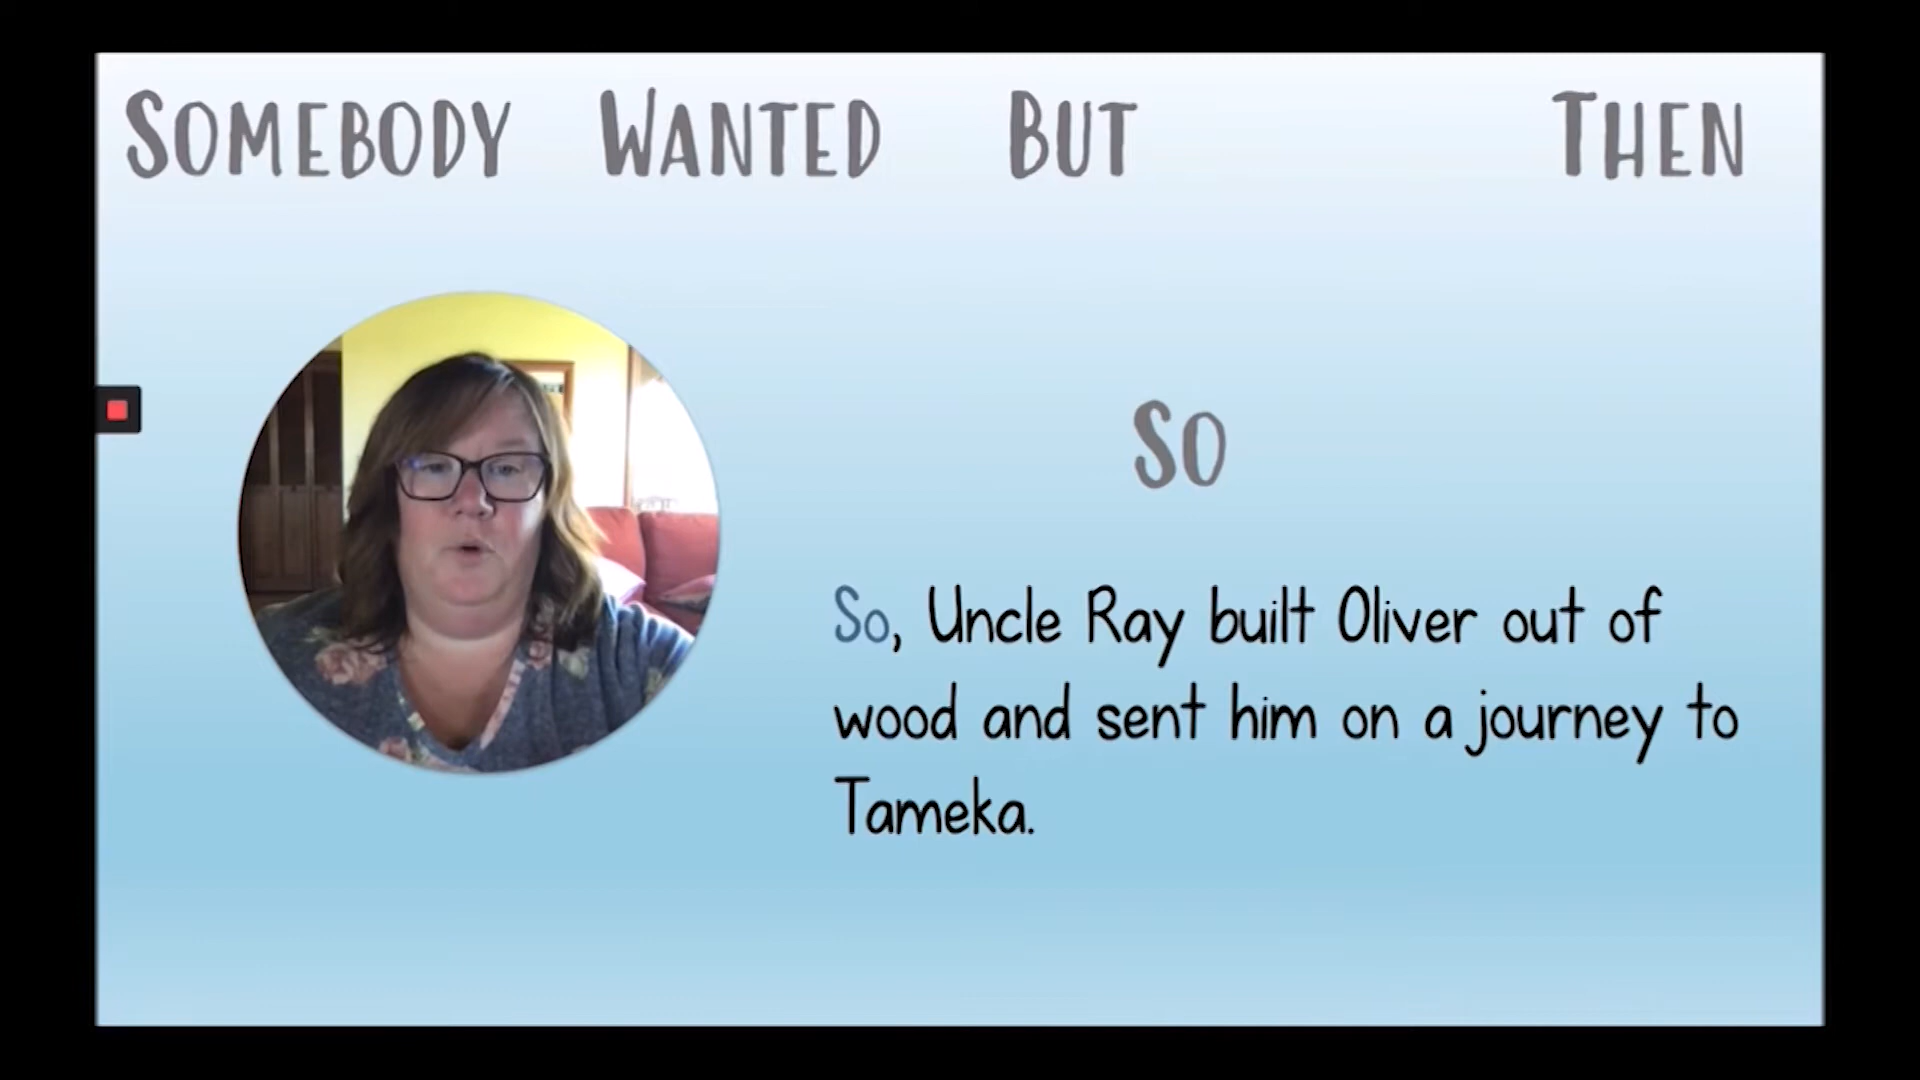 SOMEBODY WANTED BUT THEN
SO
So, Uncle Ray built Oliver out of
wood and sent him on a journey to
Tameka.